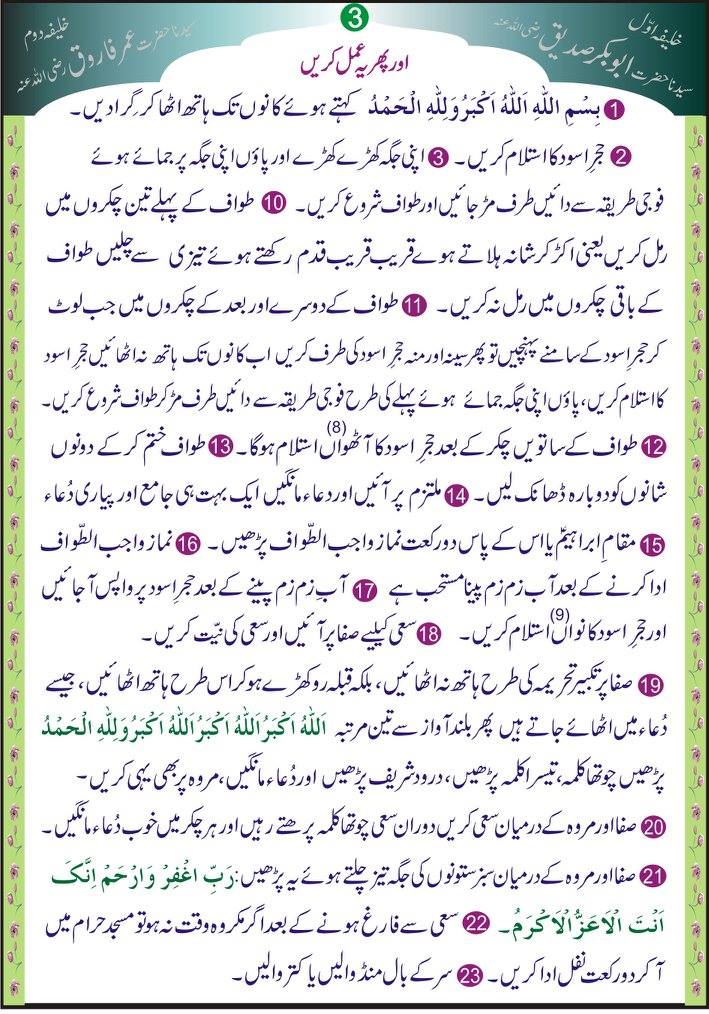 3
خلیفہ اوّل
سیدنا حضرت ابوبکر صدیق رضی اللہ عنہ
خلیفہ دوم
سیدنا حضرت عمر فاروق رضی اللہ عنہ
اور پھر یہ عمل کریں
1 بِسْمِ اللهِ اَللهُ اَكْبَرُ وَلِلّٰهِ الْحَمْدُ کہتے ہوئے کانوں تک ہاتھ اٹھا کر گرا دیں۔
2 حجرِ اسود کا استلام کریں۔ 3 اپنی جگہ کھڑے کھڑے اور پاؤں اپنی جگہ پر جمائے ہوئے
فوجی طریقہ سے دائیں طرف مڑ جائیں اور طواف شروع کریں۔ 10 طواف کے پہلے تین چکروں میں
رمل کریں یعنی اکڑ کر شانہ ہلاتے ہوے قریب قریب قدم رکھتے ہوئے تیزی سے چلیں طواف
کے باقی چکروں میں رمل نہ کریں۔ 11 طواف کے دوسرے اور بعد کے چکروں میں جب لوٹ
کر حجرِ اسود کے سامنے پہنچیں تو پھر سینہ اور منہ حجرِ اسود کی طرف کریں اب کانوں تک ہاتھ نہ اٹھائیں حجرِ اسود
کا استلام کریں، پاؤں اپنی جگہ جمائے ہوئے پہلے کی طرح فوجی طریقہ سے دائیں طرف مڑ کر طواف شروع کریں۔
12 طواف کے ساتویں چکر کے بعد حجرِ اسود کا آٹھواں (8) استلام ہوگا۔ 13 طواف ختم کر کے دونوں
شانوں کو دوبارہ ڈھانک لیں۔ 14 ملتزم پر آئیں اور دعاء مانگیں ایک بہت ہی جامع اور پیاری دُعاء
15 مقامِ ابراہیمؑ یا اس کے پاس دو رکعت نماز واجب الطّواف پڑھیں۔ 16 نماز واجب الطّواف
ادا کرنے کے بعد آب زم زم پینا مستحب ہے 17 آبِ زم زم پینے کے بعد حجرِ اسود پر واپس آ جائیں
اور حجرِ اسود کا نواں (9) استلام کریں۔ 18 سعی کیلیے صفا پر آئیں اور سعی کی نیّت کریں۔
19 صفا پر تکبیر تحریمہ کی طرح ہاتھ نہ اٹھائیں، بلکہ قبلہ رو کھڑے ہو کر اس طرح ہاتھ اٹھائیں، جیسے
دُعاء میں اٹھائے جاتے ہیں پھر بلند آواز سے تین مرتبہ اَللهُ اَكْبَرُ اَللهُ اَكْبَرُ اَللهُ اَكْبَرُ وَلِلّٰهِ الْحَمْدُ
پڑھیں چوتھا کلمہ، تیسرا کلمہ پڑھیں، درود شریف پڑھیں اور دُعاء مانگیں، مروہ پر بھی یہی کریں۔
20 صفا اور مروہ کے درمیان سعی کریں دوران سعی چوتھا کلمہ پرھتے رہیں اور ہر چکر میں خوب دُعاء مانگیں۔
21 صفا اور مروہ کے درمیان سبز ستونوں کی جگہ تیز چلتے ہوئے یہ پڑھیں: رَبِّ اغْفِرْ وَارْحَمْ اِنَّكَ
اَنْتَ الْاَعَزُّ الْاَكْرَمُ۔ 22 سعی سے فارغ ہونے کے بعد اگر مکروہ وقت نہ ہو تو مسجد حرام میں
آ کر دو رکعت نفل ادا کریں۔ 23 سر کے بال منڈوالیں یا کتروالیں۔